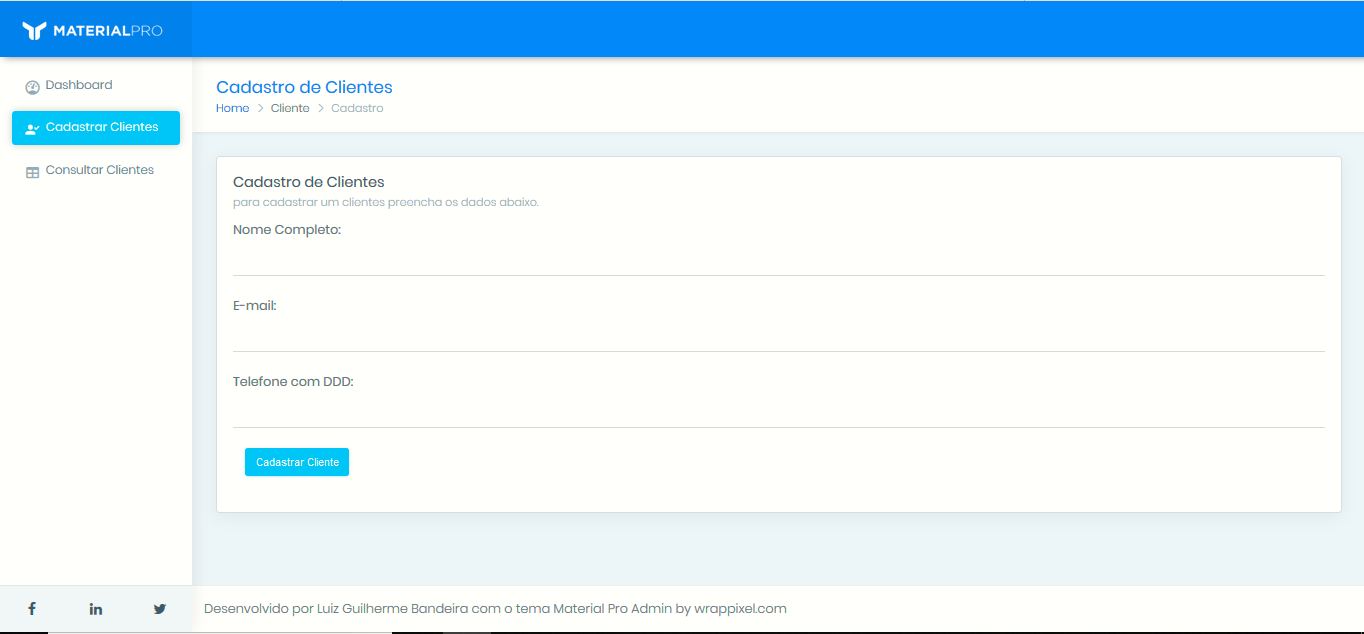 MATERIALPRO
Dashboard
Cadastrar Clientes
Consultar Clientes
Cadastro de Clientes
Home > Cliente > Cadastro
Cadastro de Clientes
para cadastrar um clientes preencha os dados abaixo.
Nome Completo:
E-mail:
Telefone com DDD:
Cadastrar Cliente
Desenvolvido por Luiz Guilherme Bandeira com o tema Material Pro Admin by wrappixel.com